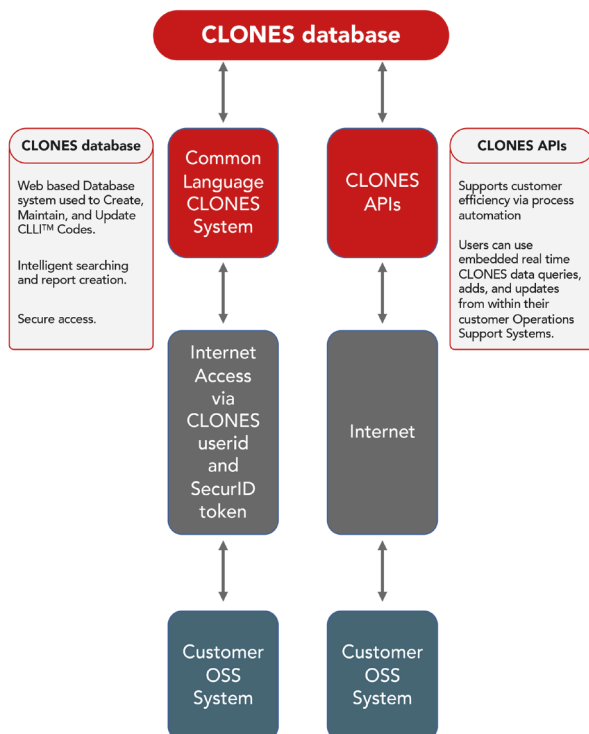 CLONES database
CLONES database
Web based Database
system used to Create,
Maintain, and Update
CLLI™ Codes.
Intelligent searching
and report creation.
Secure access.
Common
Language
CLONES
System
CLONES
APIs
CLONES APIs
Supports customer
efficiency via process
automation
Users can use
embedded real time
CLONES data queries,
adds, and updates
from within their
customer Operations
Support Systems.
Internet
Access
via
CLONES
userid
and
SecurID
token
Internet
Customer
OSS
System
Customer
OSS
System